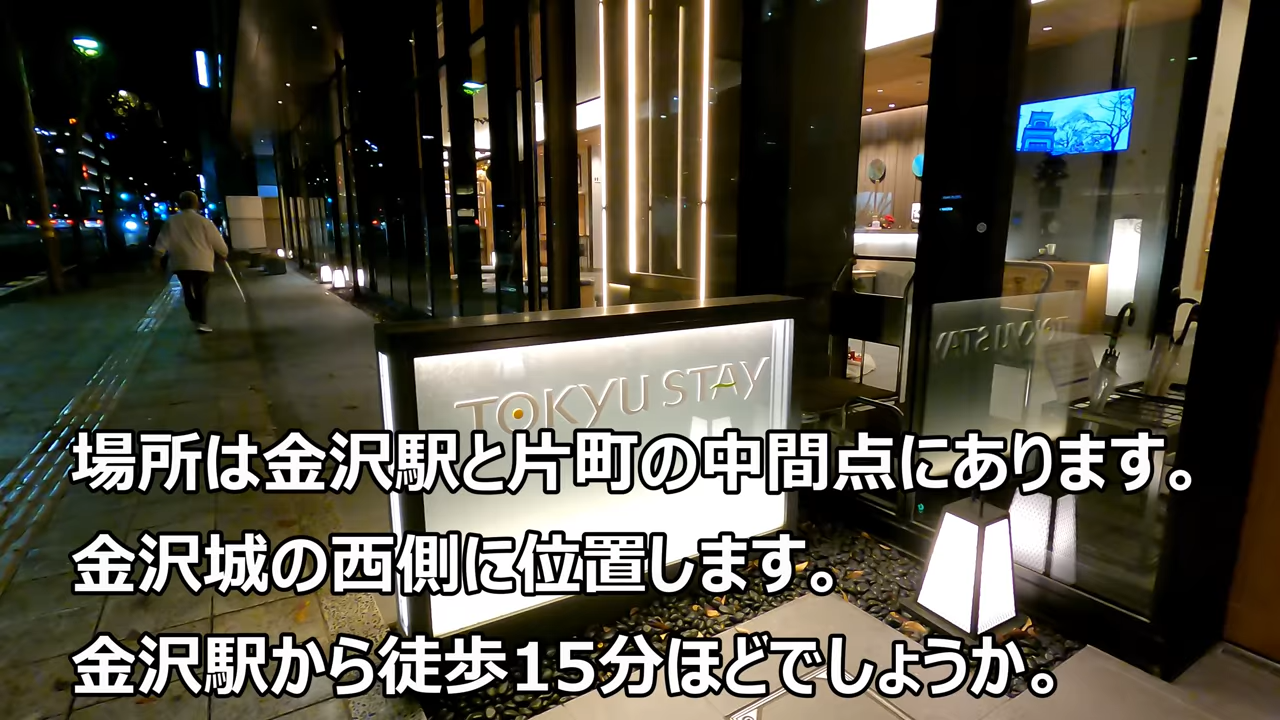 TOKYU STAY
TOKYU STAY
場所は金沢駅と片町の中間点にあります。
金沢城の西側に位置します。
金沢駅から徒歩15分ほどでしょうか。